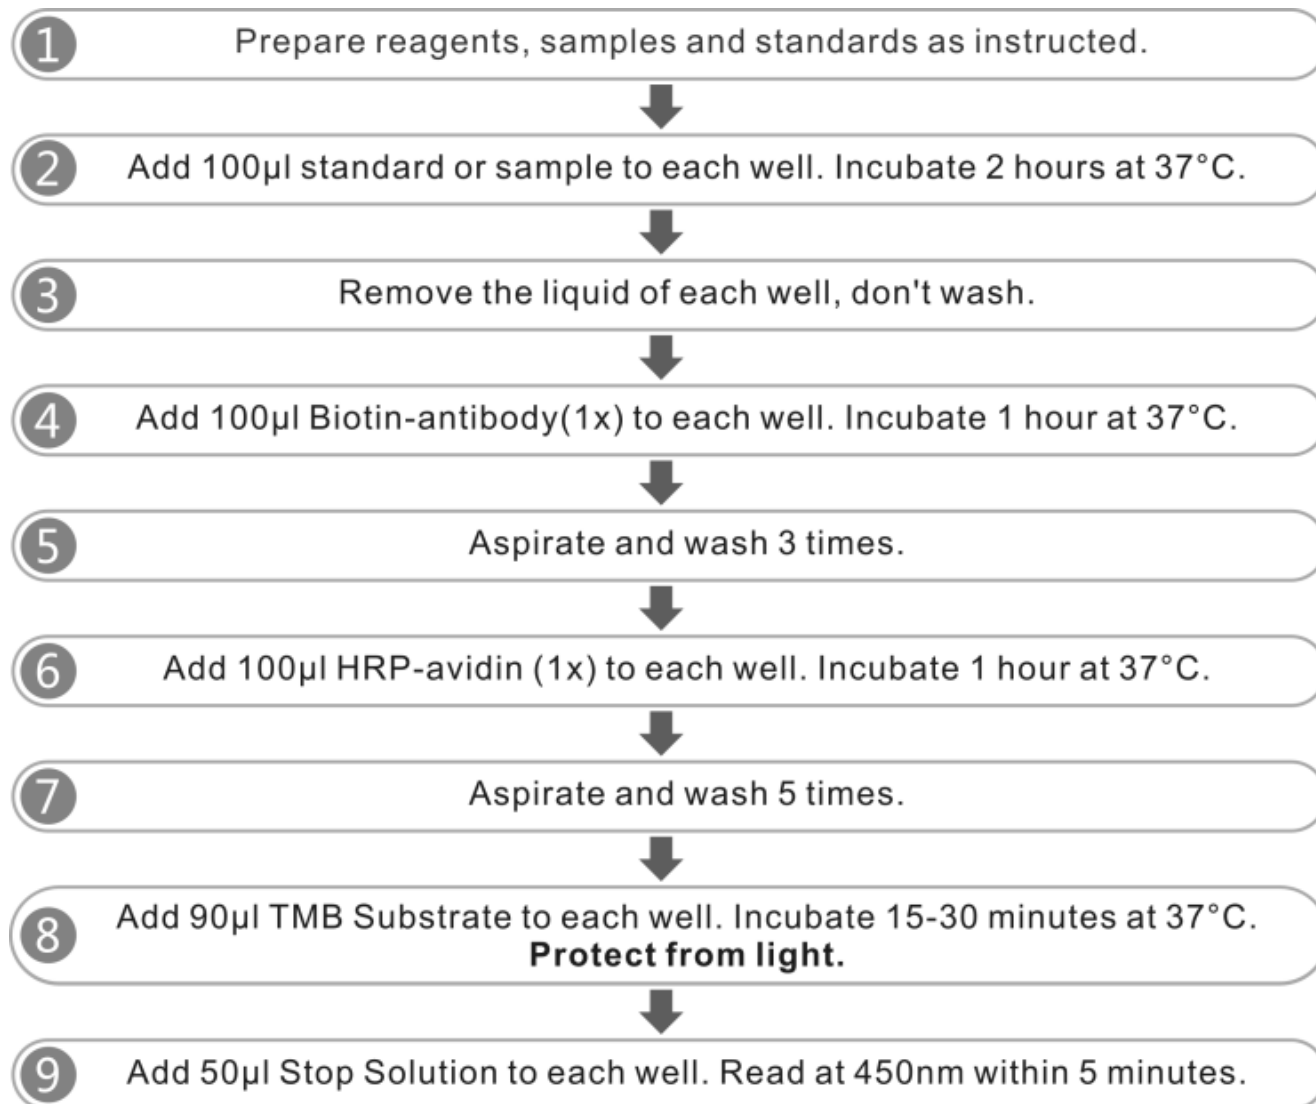 1 Prepare reagents, samples and standards as instructed.
2 Add 100µl standard or sample to each well. Incubate 2 hours at 37°C.
3 Remove the liquid of each well, don't wash.
4 Add 100µl Biotin-antibody(1x) to each well. Incubate 1 hour at 37°C.
5 Aspirate and wash 3 times.
6 Add 100µl HRP-avidin (1x) to each well. Incubate 1 hour at 37°C.
7 Aspirate and wash 5 times.
8 Add 90µl TMB Substrate to each well. Incubate 15-30 minutes at 37°C.
Protect from light.
9 Add 50µl Stop Solution to each well. Read at 450nm within 5 minutes.